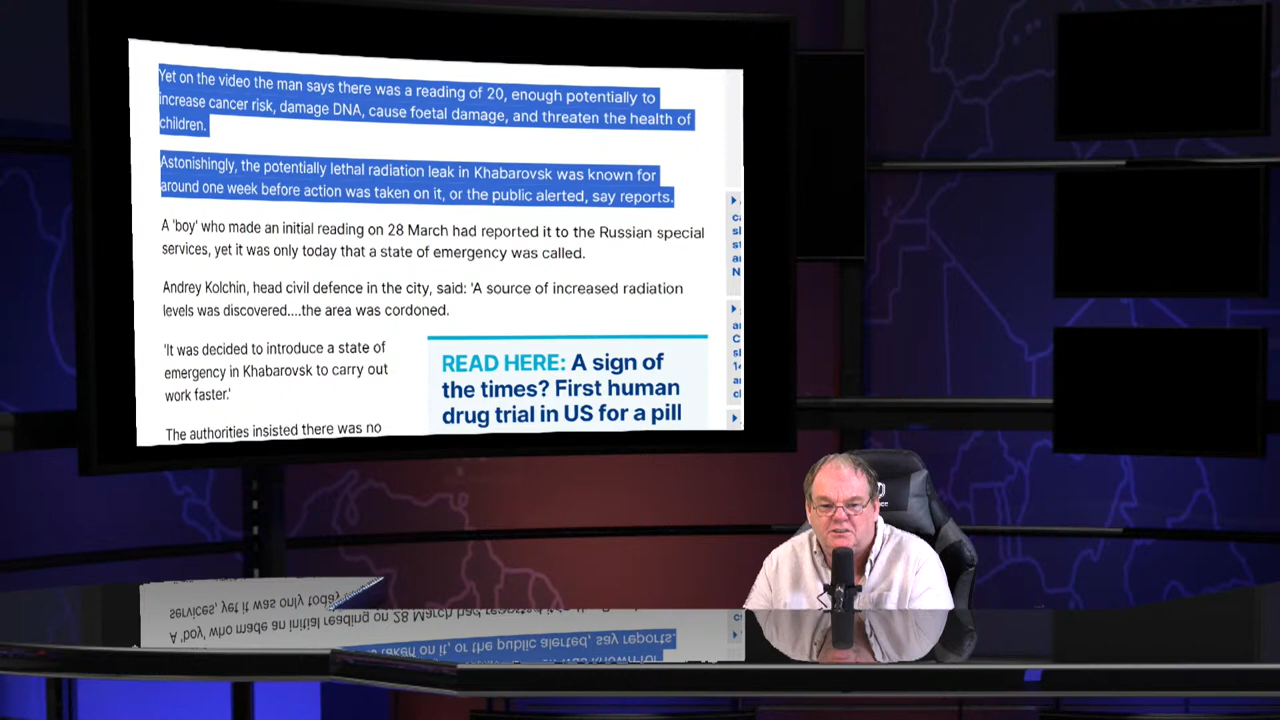 Yet on the video the man says there was a reading of 20, enough potentially to
increase cancer risk, damage DNA, cause foetal damage, and threaten the health of
children.
Astonishingly, the potentially lethal radiation leak in Khabarovsk was known for
around one week before action was taken on it, or the public alerted, say reports.
A 'boy' who made an initial reading on 28 March had reported it to the Russian special
services, yet it was only today that a state of emergency was called.
Andrey Kolchin, head civil defence in the city, said: 'A source of increased radiation
levels was discovered....the area was cordoned.
'It was decided to introduce a state of
emergency in Khabarovsk to carry out
work faster.'
The authorities insisted there was no
READ HERE: A sign of
the times? First human
drug trial in US for a pill